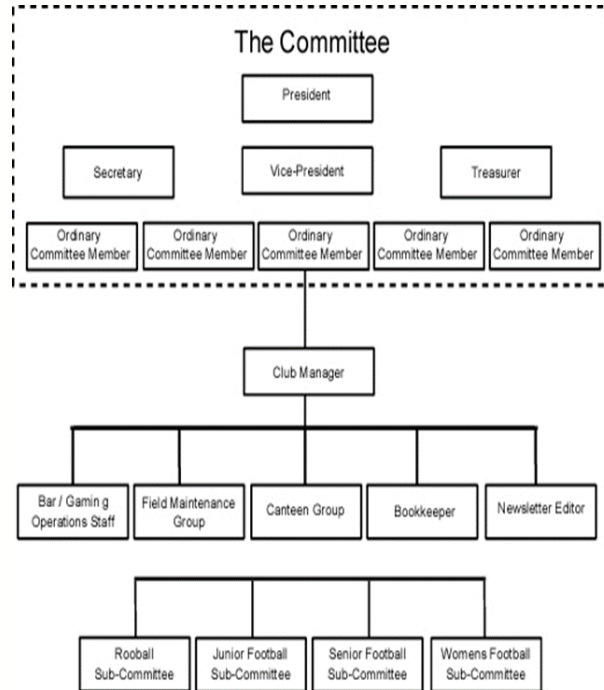 The Committee
President
Secretary
Vice-President
Treasurer
Ordinary
Committee Member
Ordinary
Committee Member
Ordinary
Committee Member
Ordinary
Committee Member
Ordinary
Committee Member
Club Manager
Bar / Gamin g
Operations Staff
Field Maintenance
Group
Canteen Group
Bookkeeper
Newsletter Editor
Rooball
Sub-Committee
Junior Football
Sub-Committee
Senior Football
Sub-Committee
Womens Football
Sub-Committee